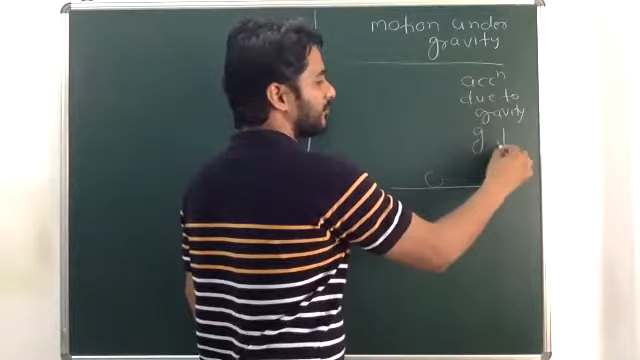 motion under
gravity
accⁿ
due to
gravity
g